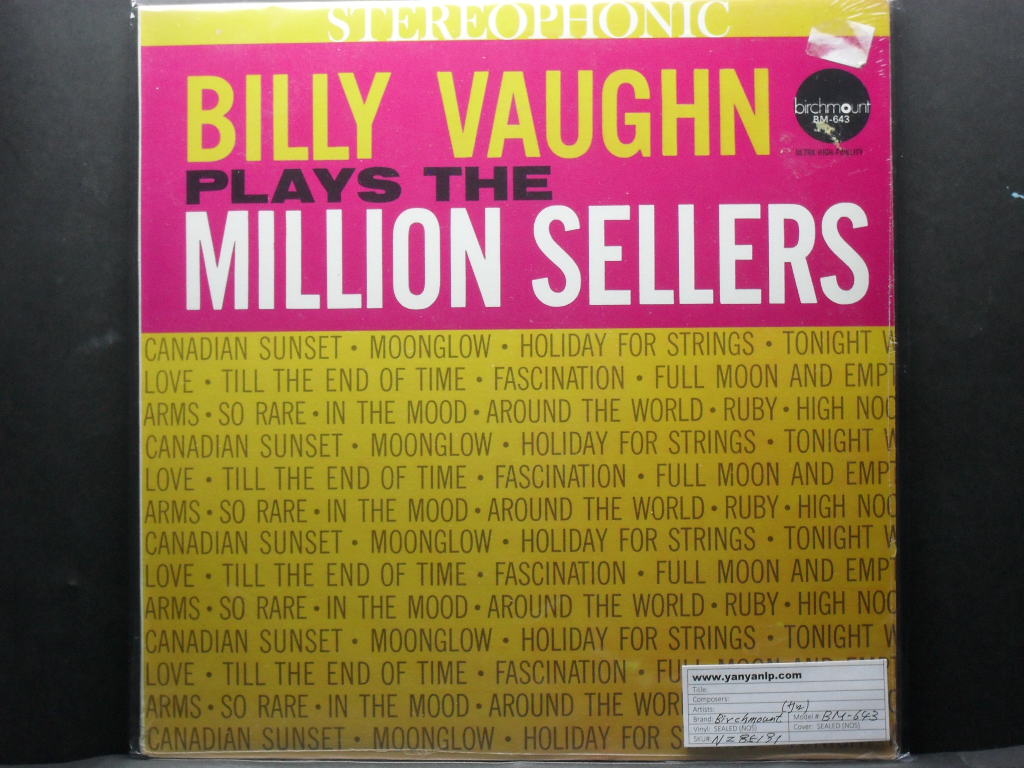 STEREOPHONIC
BILLY VAUGHN
birchmount
BM-643
ULTRA HIGH FIDELITY
PLAYS THE
MILLION SELLERS
CANADIAN SUNSET • MOONGLOW • HOLIDAY FOR STRINGS • TONIGHT W
LOVE • TILL THE END OF TIME • FASCINATION • FULL MOON AND EMPT
ARMS • SO RARE • IN THE MOOD • AROUND THE WORLD • RUBY • HIGH NOO
CANADIAN SUNSET • MOONGLOW • HOLIDAY FOR STRINGS • TONIGHT W
LOVE • TILL THE END OF TIME • FASCINATION • FULL MOON AND EMPT
ARMS • SO RARE • IN THE MOOD • AROUND THE WORLD • RUBY • HIGH NOO
CANADIAN SUNSET • MOONGLOW • HOLIDAY FOR STRINGS • TONIGHT W
LOVE • TILL THE END OF TIME • FASCINATION • FULL MOON AND EMPT
ARMS • SO RARE • IN THE MOOD • AROUND THE WORLD • RUBY • HIGH NOO
CANADIAN SUNSET • MOONGLOW • HOLIDAY FOR STRINGS • TONIGHT W
LOVE • TILL THE END OF TIME • FASCINATION • FUL
ARMS • SO RARE • IN THE MOOD • AROUND THE WOR
CANADIAN SUNSET • MOONGLOW • HOLIDAY FOR S
www.yanyanlp.com
Title:
Composers:
Artists:
Brand: Birchmount Model #: BM-643
Vinyl: SEALED (NOS) Cover: SEALED (NOS)
SKU#: NZBE181